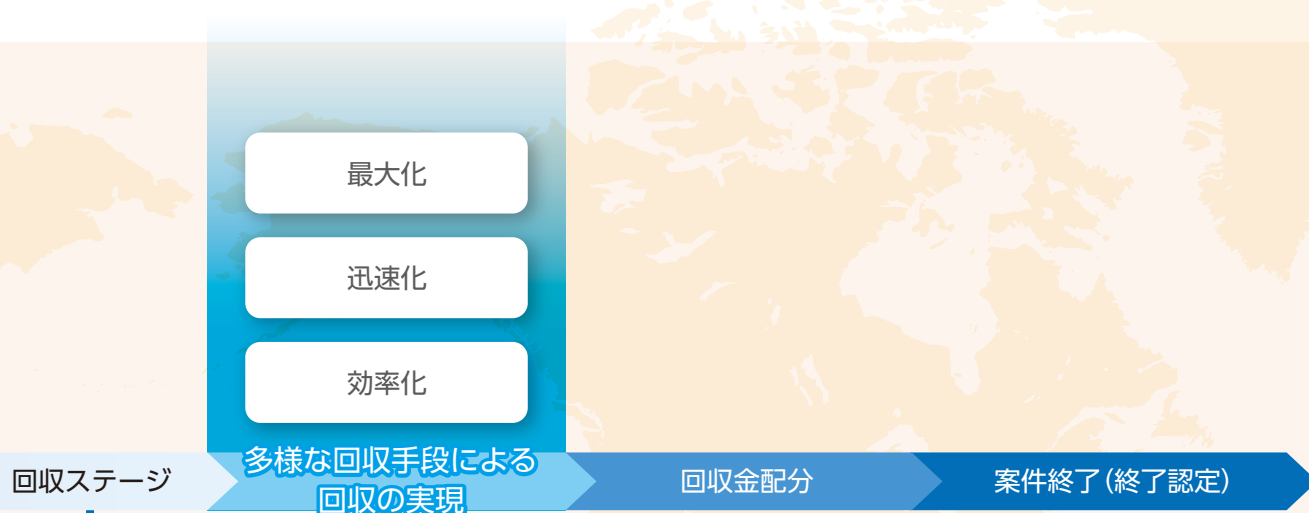 最大化
迅速化
効率化
回収ステージ
多様な回収手段による
回収の実現
回収金配分
案件終了(終了認定)